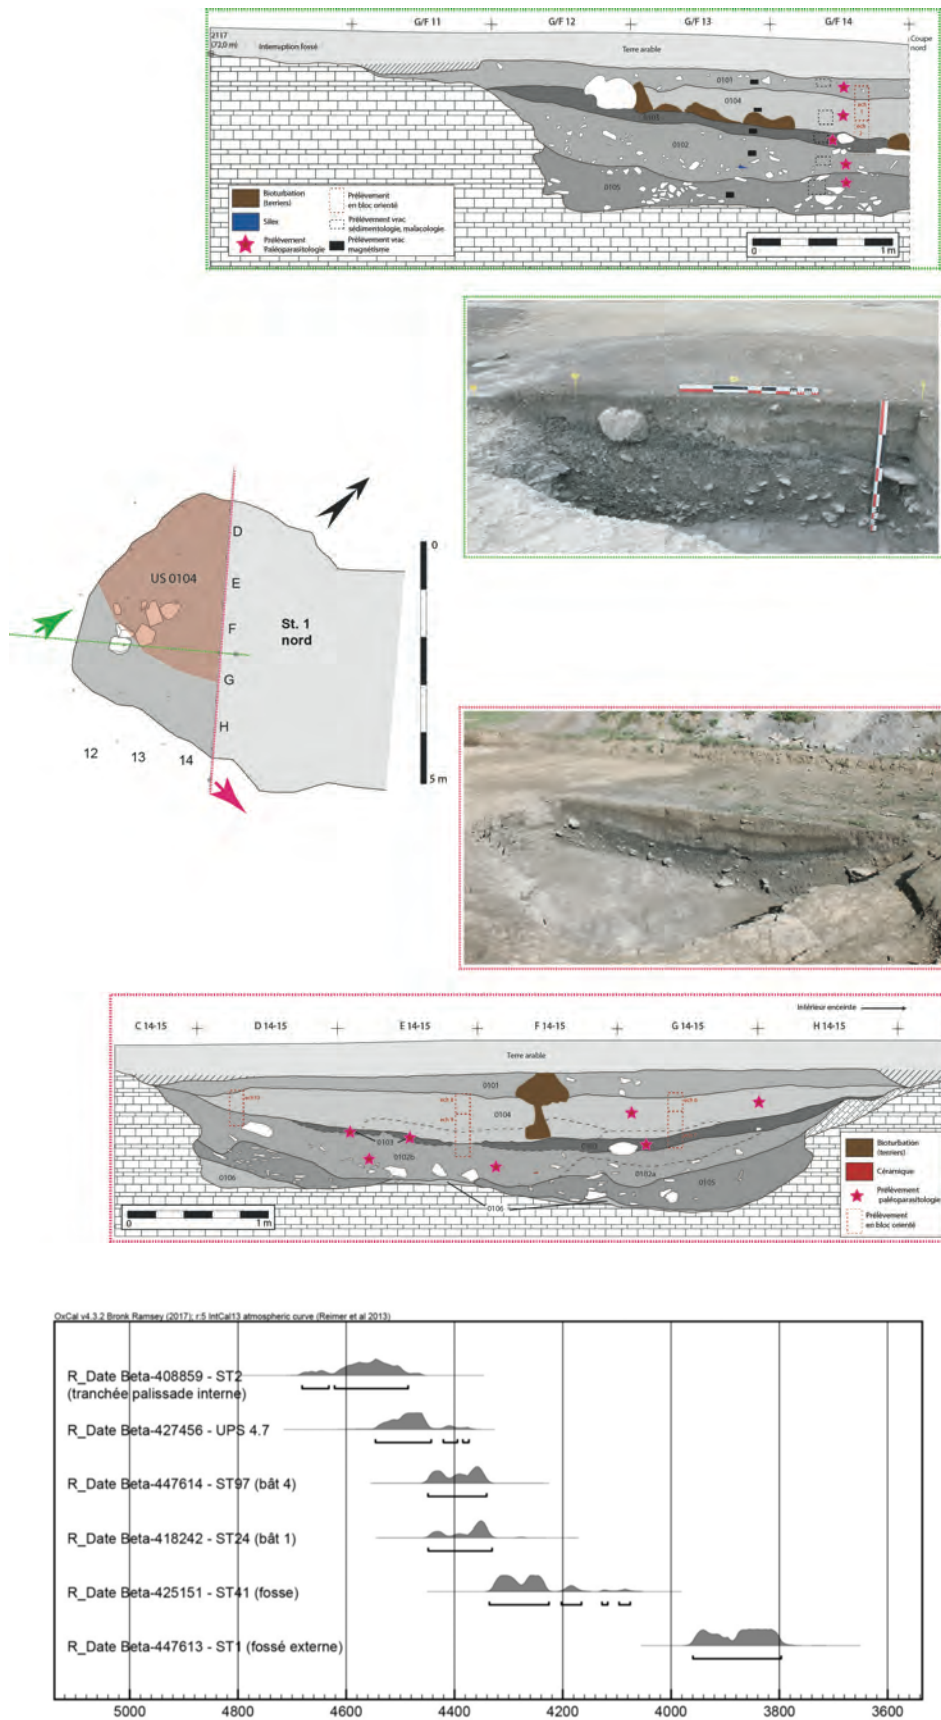 G/F 11 G/F 12 G/F 13 G/F 14
2117
(72,0 m)
Interruption fossé
Terre arable
Coupe
nord
0101
0104
0103
0102
0105
Bioturbation
(terriers)
Silex
Prélèvement
Paléoparasitologie
Prélèvement
en bloc orienté
Prélèvement vrac
sédimentologie, malacologie
Prélèvement vrac
magnétisme
0 1 m
D
US 0104
E
F
St. 1
nord
G
H
12 13 14
0
5 m
Intérieur enceinte
C 14-15 D 14-15 E 14-15 F 14-15 G 14-15 H 14-15
Terre arable
0101
0104
0103
0103
0102b
0102a
0105
0106
0106
Bioturbation
(terriers)
Céramique
Prélèvement
paléoparasitologie
Prélèvement
en bloc orienté
0 1 m
OxCal v4.3.2 Bronk Ramsey (2017); r:5 IntCal13 atmospheric curve (Reimer et al 2013)
R_Date Beta-408859 - ST2
(tranchée palissade interne)
R_Date Beta-427456 - UPS 4.7
R_Date Beta-447614 - ST97 (bât 4)
R_Date Beta-418242 - ST24 (bât 1)
R_Date Beta-425151 - ST41 (fosse)
R_Date Beta-447613 - ST1 (fossé externe)
5000 4800 4600 4400 4200 4000 3800 3600